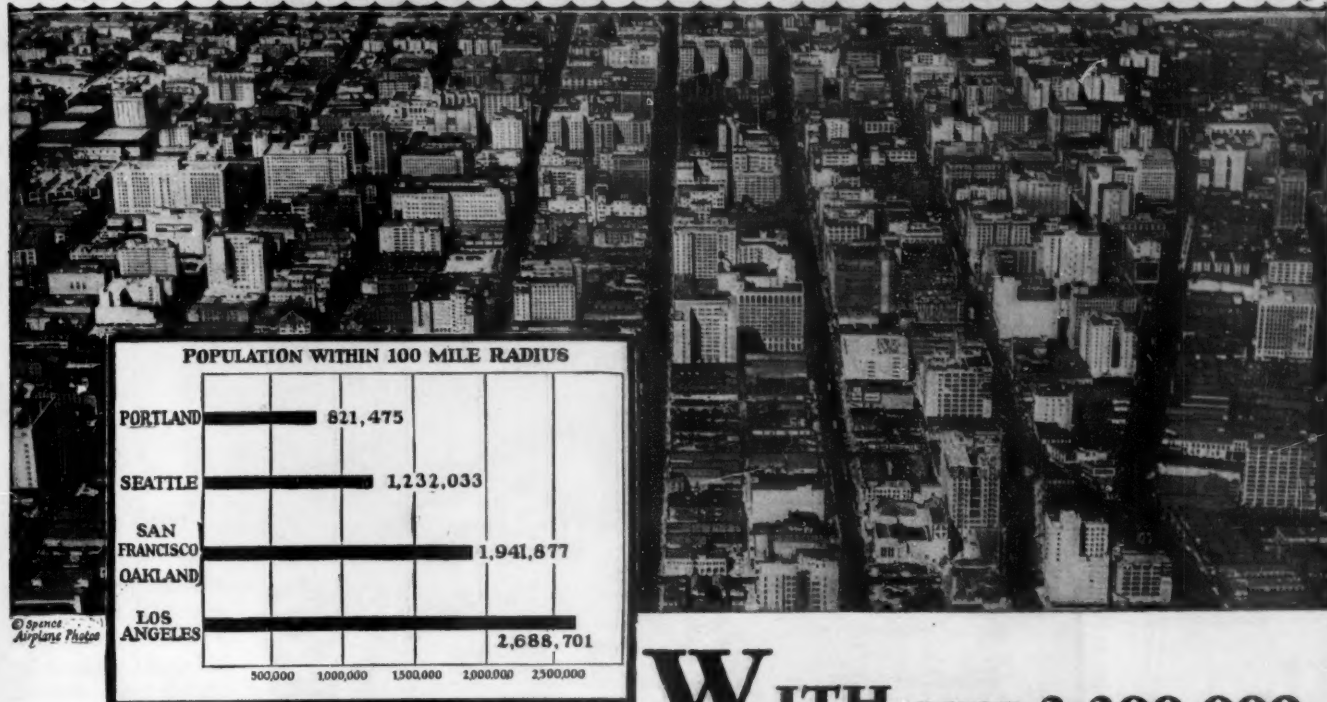 POPULATION WITHIN 100 MILE RADIUS
PORTLAND 821,475
SEATTLE 1,232,033
SAN
FRANCISCO 1,941,877
OAKLAND
LOS
ANGELES 2,688,701
500,000 1,000,000 1,500,000 2,000,000 2,500,000
© Spence
Airplane Photos
WITH